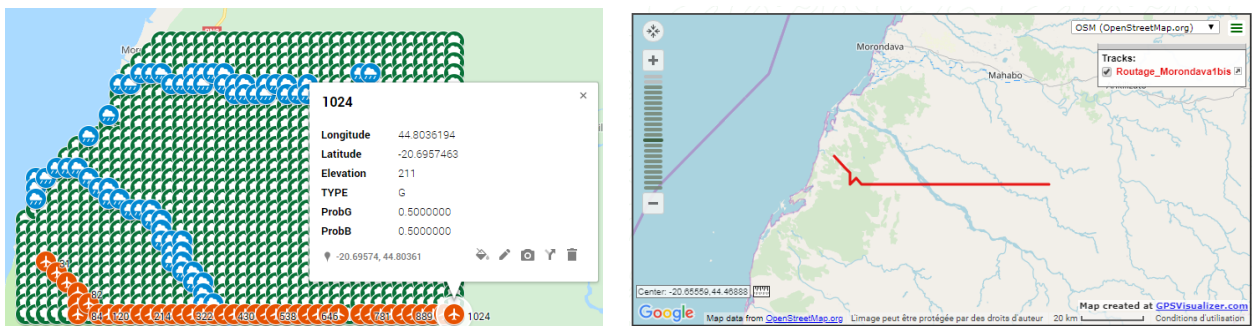 Mor
1024
×
Longitude 44.8036194
Latitude -20.6957463
Elevation 211
TYPE G
ProbG 0.5000000
ProbB 0.5000000
-20.69574, 44.80361
31
82
84 120 214 322 430 538 646 781 889 1024
OSM (OpenStreetMap.org)
Tracks:
Routage_Morondava1bis
Morondava
Mahabo
Center: -20.65559,44.46888
Google
Map data from OpenStreetMap.org
L'image peut être protégée par des droits d'auteur
20 km
Map created at GPSVisualizer.com
Conditions d'utilisation